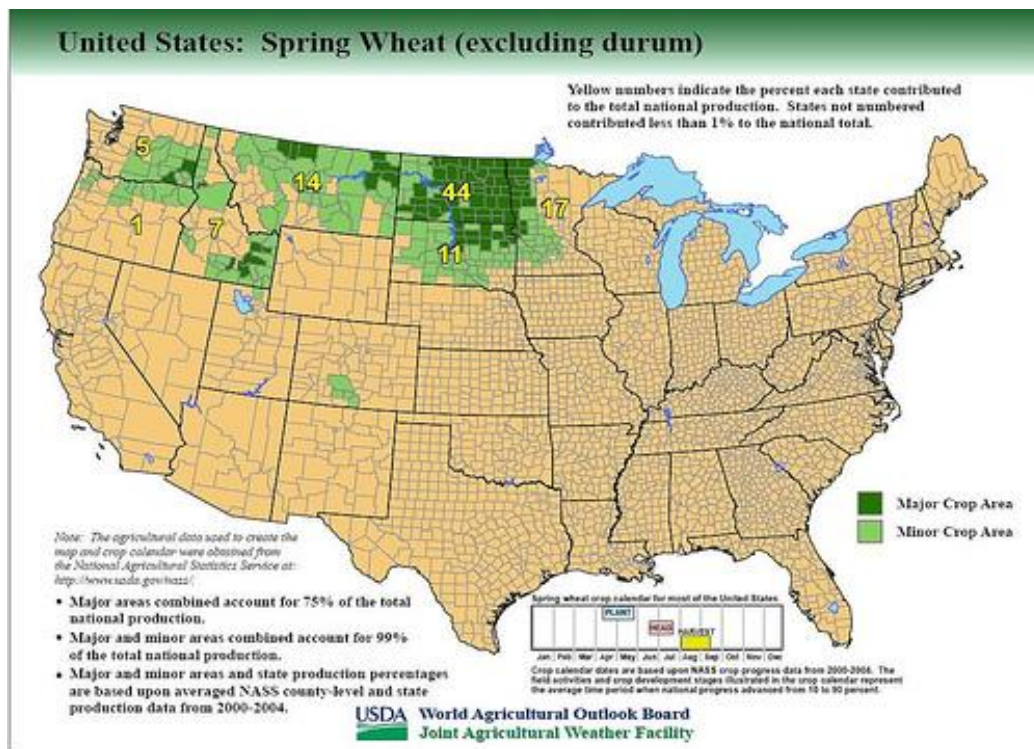 United States: Spring Wheat (excluding durum)
Yellow numbers indicate the percent each state contributed
to the total national production. States not numbered
contributed less than 1% to the national total.
5
14
44
17
1
7
11
Major Crop Area
Minor Crop Area
Note: The agricultural data used to create the
map and crop calendar were obtained from
the National Agricultural Statistics Service at:
http://www.usda.gov/nass/.
• Major areas combined account for 75% of the total
national production.
• Major and minor areas combined account for 99%
of the total national production.
• Major and minor areas and state production percentages
are based upon averaged NASS county-level and state
production data from 2000-2004.
Spring wheat crop calendar for most of the United States
PLANT
HEAD
HARVEST
Jan Feb Mar Apr May Jun Jul Aug Sep Oct Nov Dec
Crop calendar dates are based upon NASS crop progress data from 2000-2004. The
field activities and crop development stages illustrated in the crop calendar represent
the average time period when national progress advanced from 10 to 90 percent.
USDA World Agricultural Outlook Board
Joint Agricultural Weather Facility